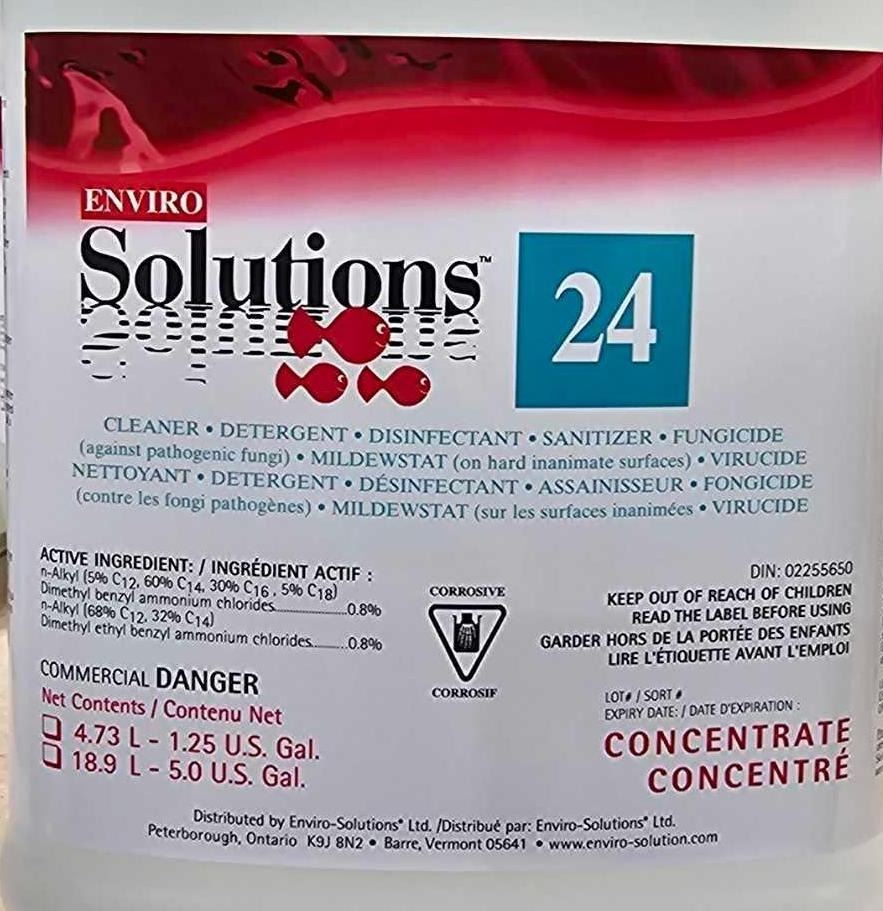 ENVIRO
Solutions™
24
CLEANER • DETERGENT • DISINFECTANT • SANITIZER • FUNGICIDE
(against pathogenic fungi) • MILDEWSTAT (on hard inanimate surfaces) • VIRUCIDE
NETTOYANT • DETERGENT • DÉSINFECTANT • ASSAINISSEUR • FONGICIDE
(contre les fongi pathogènes) • MILDEWSTAT (sur les surfaces inanimées • VIRUCIDE
ACTIVE INGREDIENT: / INGRÉDIENT ACTIF :
n-Alkyl (5% C12, 60% C14, 30% C16, 5% C18)
Dimethyl benzyl ammonium chlorides..................0.8%
n-Alkyl (68% C12, 32% C14)
Dimethyl ethyl benzyl ammonium chlorides..........0.8%
COMMERCIAL DANGER
Net Contents / Contenu Net
4.73 L - 1.25 U.S. Gal.
18.9 L - 5.0 U.S. Gal.
CORROSIVE
CORROSIF
DIN: 02255650
KEEP OUT OF REACH OF CHILDREN
READ THE LABEL BEFORE USING
GARDER HORS DE LA PORTÉE DES ENFANTS
LIRE L'ÉTIQUETTE AVANT L'EMPLOI
LOT# / SORT #
EXPIRY DATE: / DATE D'EXPIRATION :
CONCENTRATE
CONCENTRÉ
Distributed by Enviro-Solutions® Ltd. /Distribué par: Enviro-Solutions® Ltd.
Peterborough, Ontario K9J 8N2 • Barre, Vermont 05641 • www.enviro-solution.com